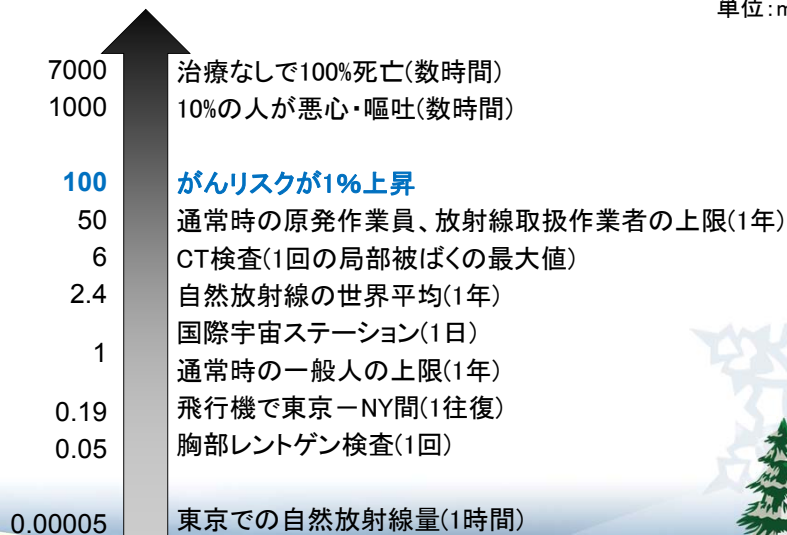 単位:m
7000 治療なしで100%死亡(数時間)
1000 10%の人が悪心・嘔吐(数時間)
100 がんリスクが1%上昇
50 通常時の原発作業員、放射線取扱作業者の上限(1年)
6 CT検査(1回の局部被ばくの最大値)
2.4 自然放射線の世界平均(1年)
国際宇宙ステーション(1日)
1
通常時の一般人の上限(1年)
0.19 飛行機で東京-NY間(1往復)
0.05 胸部レントゲン検査(1回)
0.00005 東京での自然放射線量(1時間)